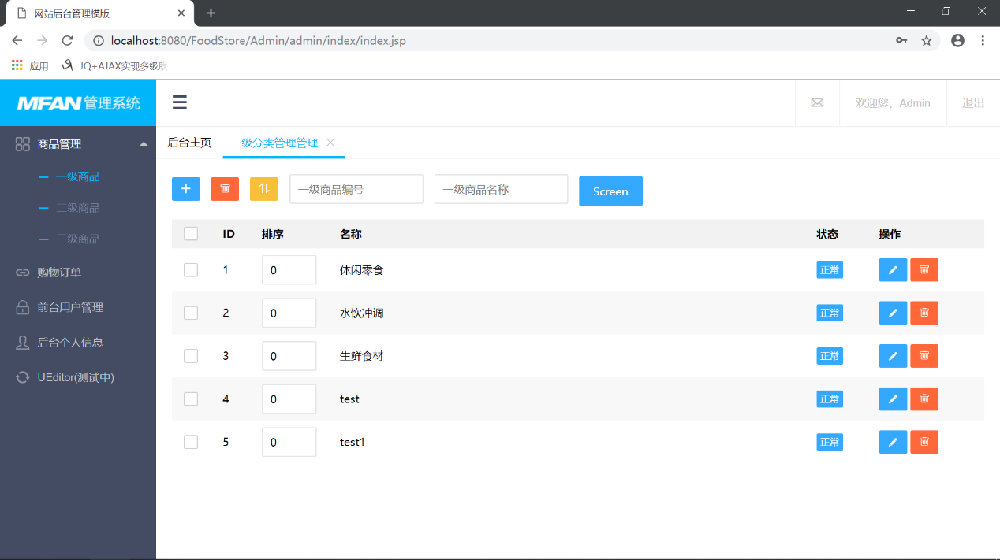 网站后台管理模版
localhost:8080/FoodStore/Admin/admin/index/index.jsp
应用 JQ+AJAX实现多级联
MFAN管理系统
欢迎您，Admin 退出
商品管理
一级商品
二级商品
三级商品
购物订单
前台用户管理
后台个人信息
UEditor(测试中)
后台主页 一级分类管理管理
一级商品编号 一级商品名称 Screen
ID 排序 名称 状态 操作
1 0 休闲零食 正常
2 0 水饮冲调 正常
3 0 生鲜食材 正常
4 0 test 正常
5 0 test1 正常